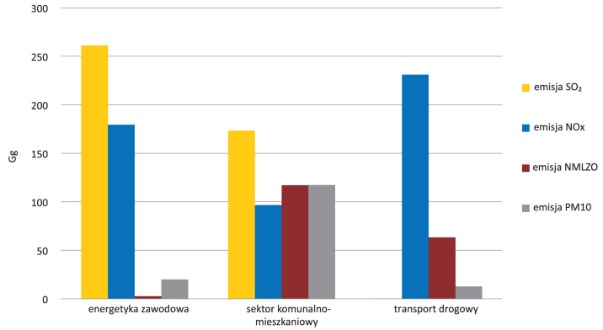 300
250
200
150
100
50
0
Gg
energetyka zawodowa
sektor komunalno-
mieszkaniowy
transport drogowy
emisja SO₂
emisja NOx
emisja NMLZO
emisja PM10